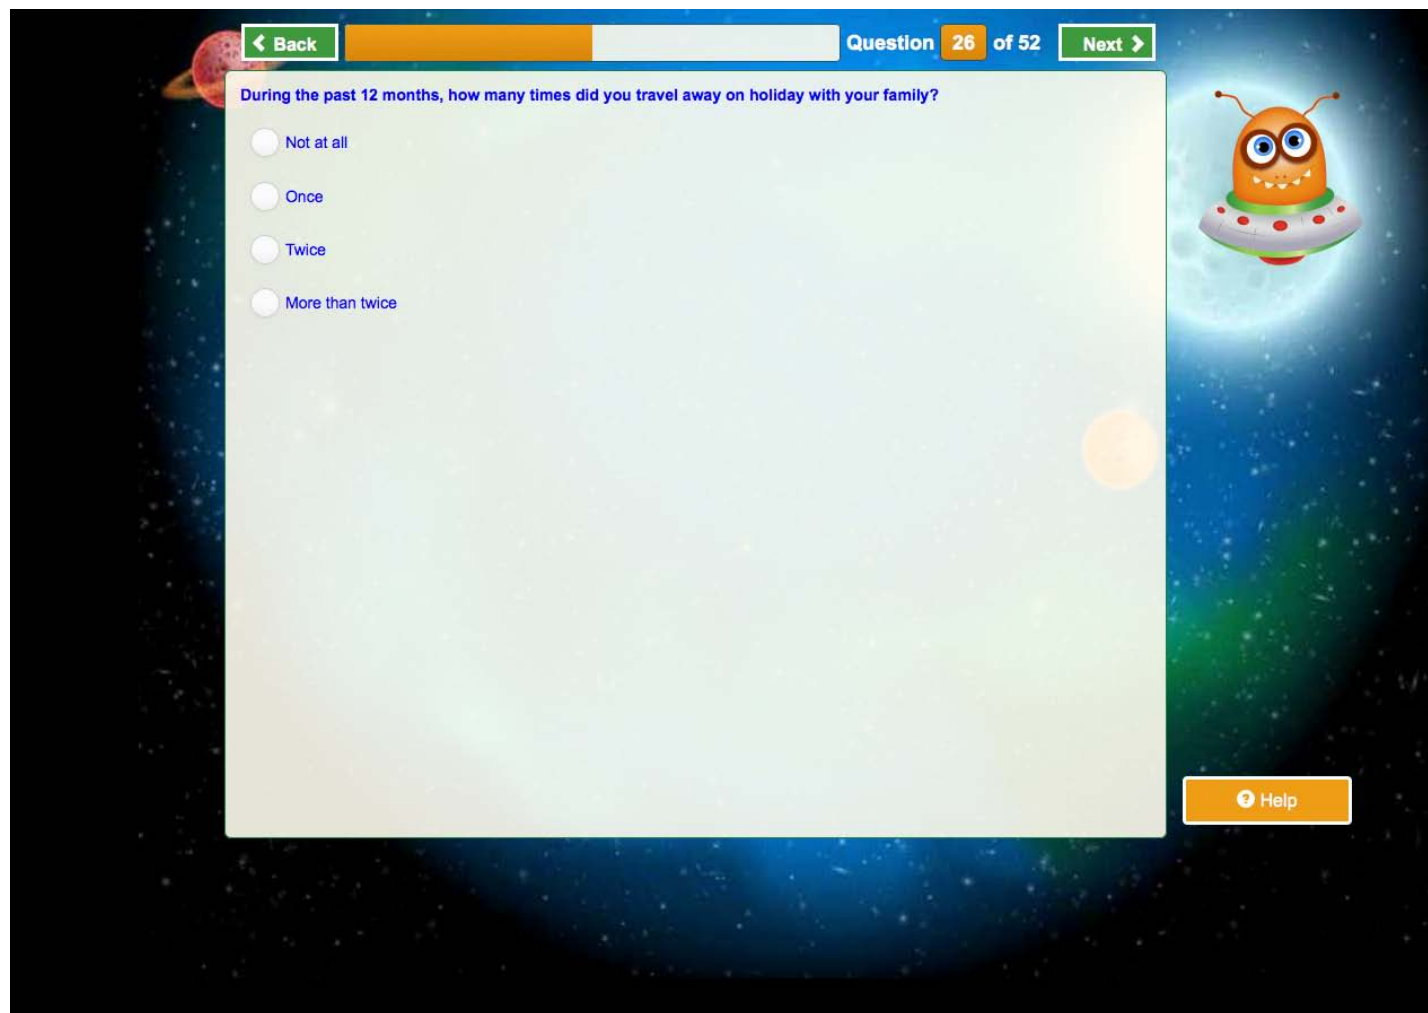 Back
Question 26 of 52
Next
During the past 12 months, how many times did you travel away on holiday with your family?
Not at all
Once
Twice
More than twice
Help